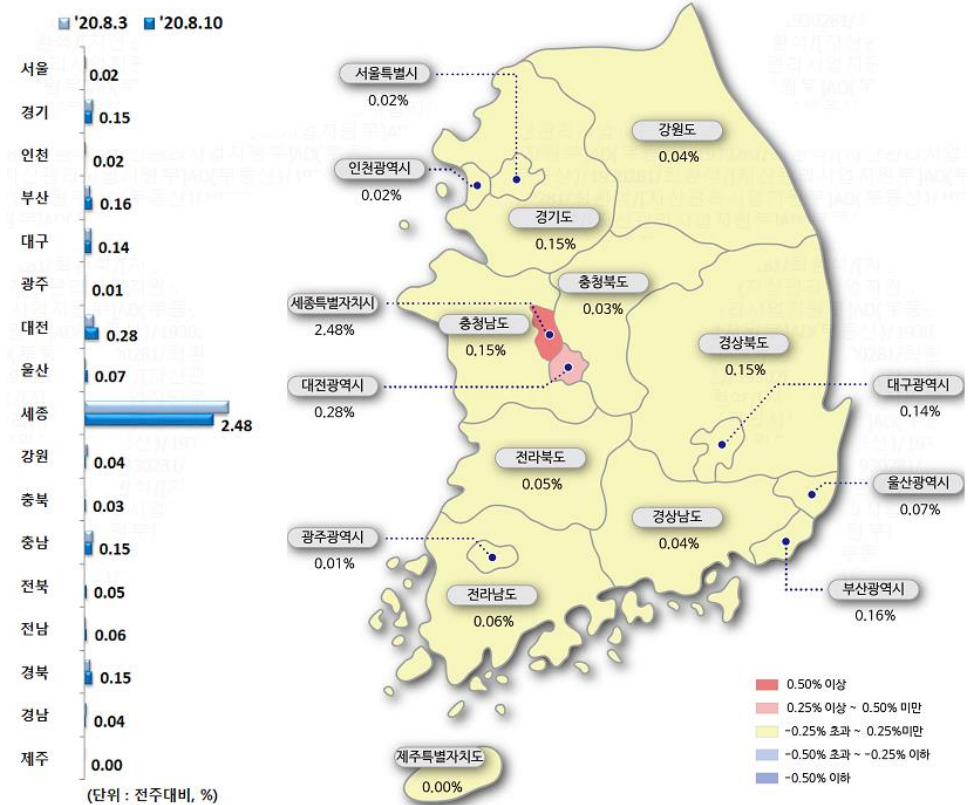 '20.8.3 '20.8.10
서울 0.02
경기 0.15
인천 0.02
부산 0.16
대구 0.14
광주 0.01
대전 0.28
울산 0.07
세종 2.48
강원 0.04
충북 0.03
충남 0.15
전북 0.05
전남 0.06
경북 0.15
경남 0.04
제주 0.00
(단위 : 전주대비, %)
서울특별시
0.02%
강원도
0.04%
인천광역시
0.02%
경기도
0.15%
충청북도
0.03%
세종특별자치시
2.48%
충청남도
0.15%
경상북도
0.15%
대전광역시
0.28%
대구광역시
0.14%
전라북도
0.05%
울산광역시
0.07%
경상남도
0.04%
광주광역시
0.01%
전라남도
0.06%
부산광역시
0.16%
제주특별자치도
0.00%
0.50% 이상
0.25% 이상 ~ 0.50% 미만
-0.25% 초과 ~ 0.25%미만
-0.50% 초과 ~ -0.25% 이하
-0.50% 이하